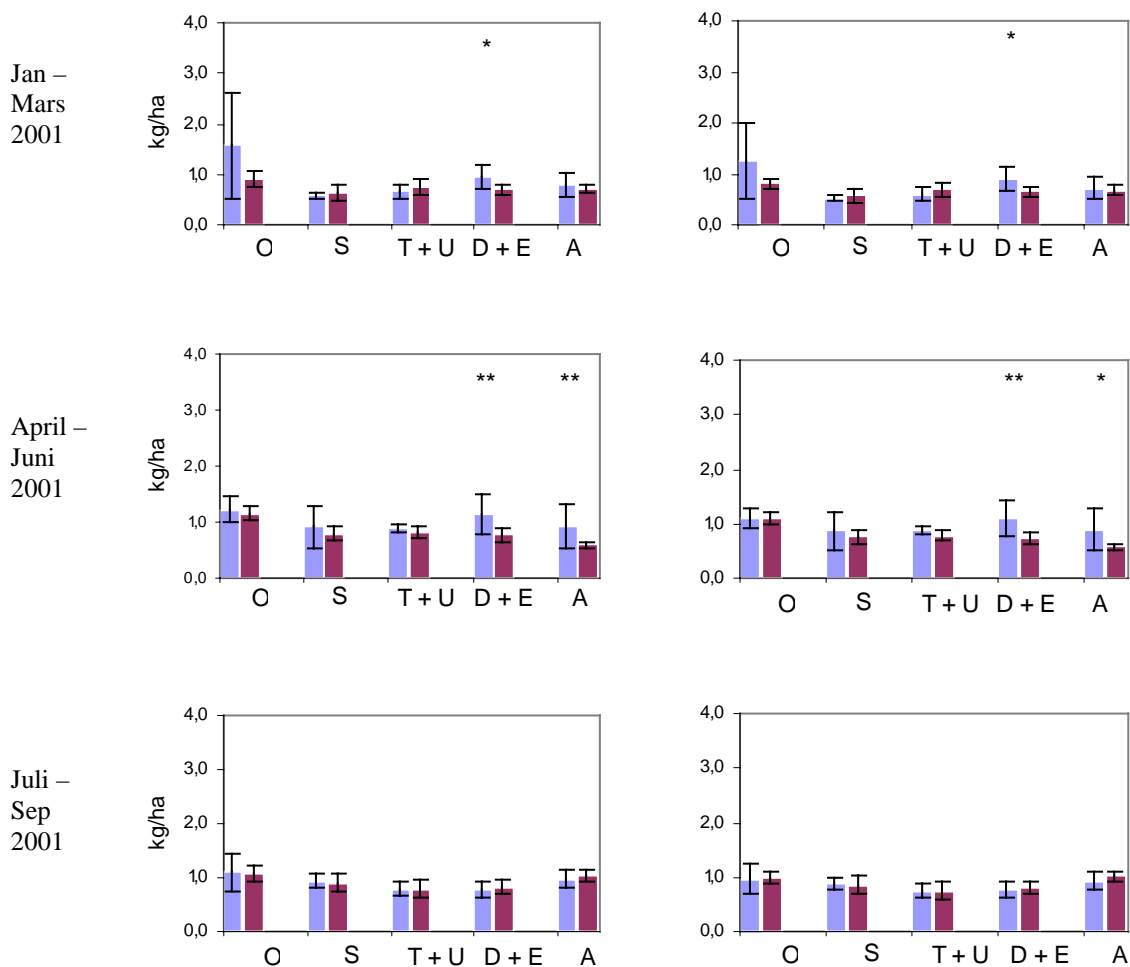 Jan –
Mars
2001
kg/ha
4,0
3,0
2,0
1,0
0,0
*
O S T + U D + E A
4,0
3,0
2,0
1,0
0,0
*
O S T + U D + E A
April –
Juni
2001
kg/ha
4,0
3,0
2,0
1,0
0,0
** **
O S T + U D + E A
4,0
3,0
2,0
1,0
0,0
** *
O S T + U D + E A
Juli –
Sep
2001
kg/ha
4,0
3,0
2,0
1,0
0,0
O S T + U D + E A
4,0
3,0
2,0
1,0
0,0
O S T + U D + E A